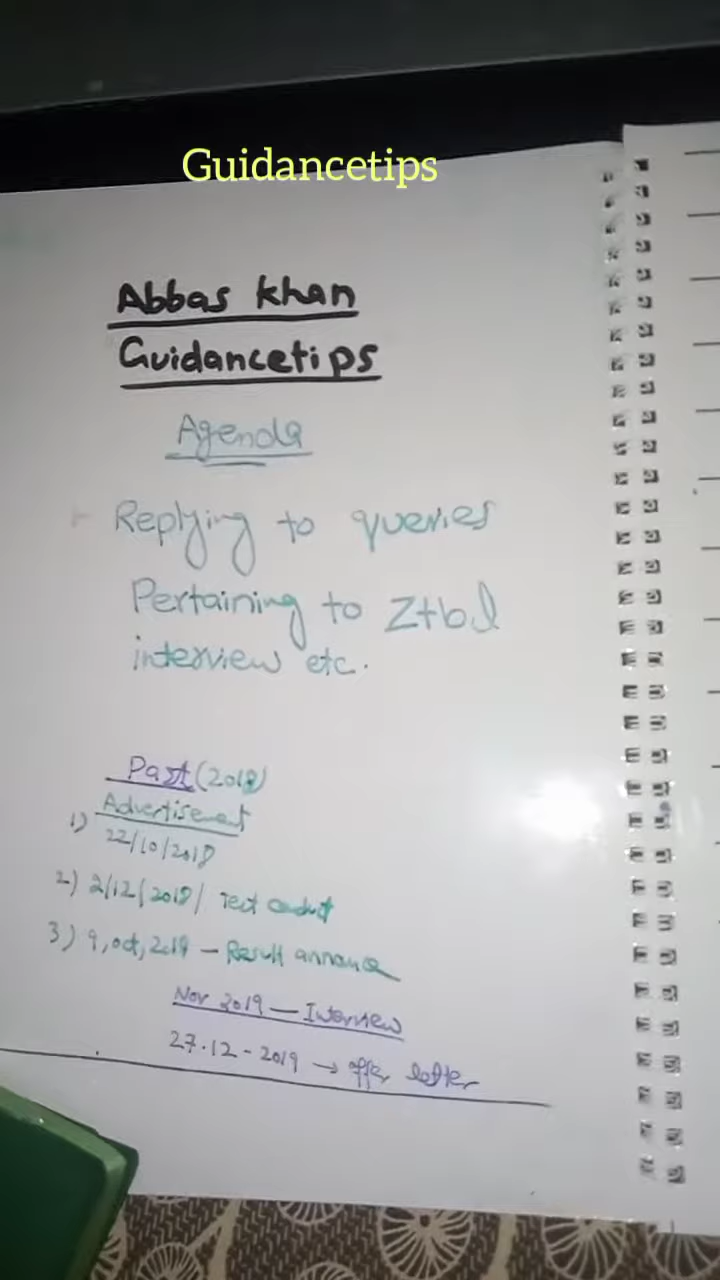 Guidancetips
Abbas khan
Guidancetips
Agenda
Replying to queries
Pertaining to Ztbl
interview etc.
Past (2018)
Advertisement
1) 22/10/2018
2) 2/12/2018/ Test conduct
3) 9, oct, 2019 – Result announce
Nov 2019 – Interview
27.12-2019 → offer letter